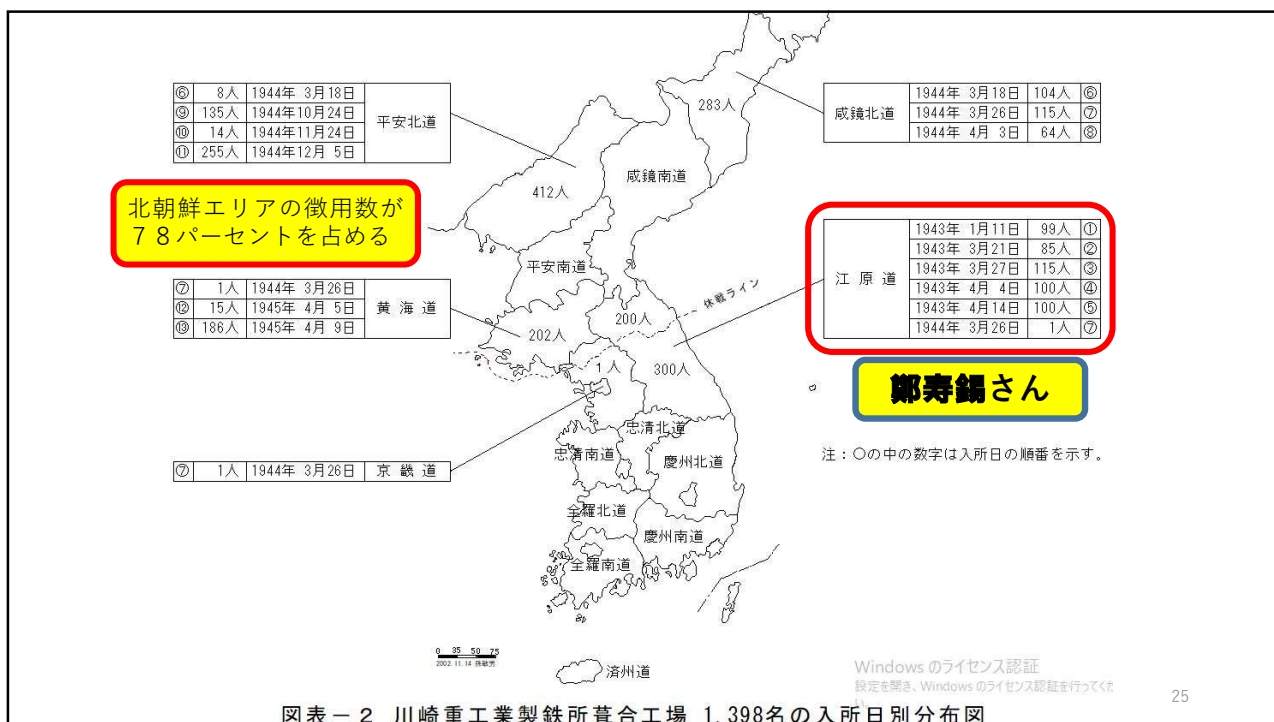 ⑥ 8人 1944年 3月18日
⑨ 135人 1944年10月24日
⑩ 14人 1944年11月24日
⑪ 255人 1944年12月 5日
平安北道
283人
咸鏡北道
1944年 3月18日 104人 ⑥
1944年 3月26日 115人 ⑦
1944年 4月 3日 64人 ⑧
412人
咸鏡南道
北朝鮮エリアの徴用数が
78パーセントを占める
平安南道
江原道
1943年 1月11日 99人 ①
1943年 3月21日 85人 ②
1943年 3月27日 115人 ③
1943年 4月 4日 100人 ④
1943年 4月14日 100人 ⑤
1944年 3月26日 1人 ⑦
⑦ 1人 1944年 3月26日
⑫ 15人 1945年 4月 5日
⑬ 186人 1945年 4月 9日
黄海道
202人
200人
休戦ライン
1人
300人
鄭寿錫さん
忠清北道
忠清南道
慶州北道
注:○の中の数字は入所日の順番を示す。
⑦ 1人 1944年 3月26日 京畿道
全羅北道
慶州南道
全羅南道
0 35 50 75
2002.11.14 孫敏男
済州道
Windows のライセンス認証
設定を開き、Windows のライセンス認証を行ってくだ
い。
25
図表-2 川崎重工業製鉄所葺合工場 1,398名の入所日別分布図